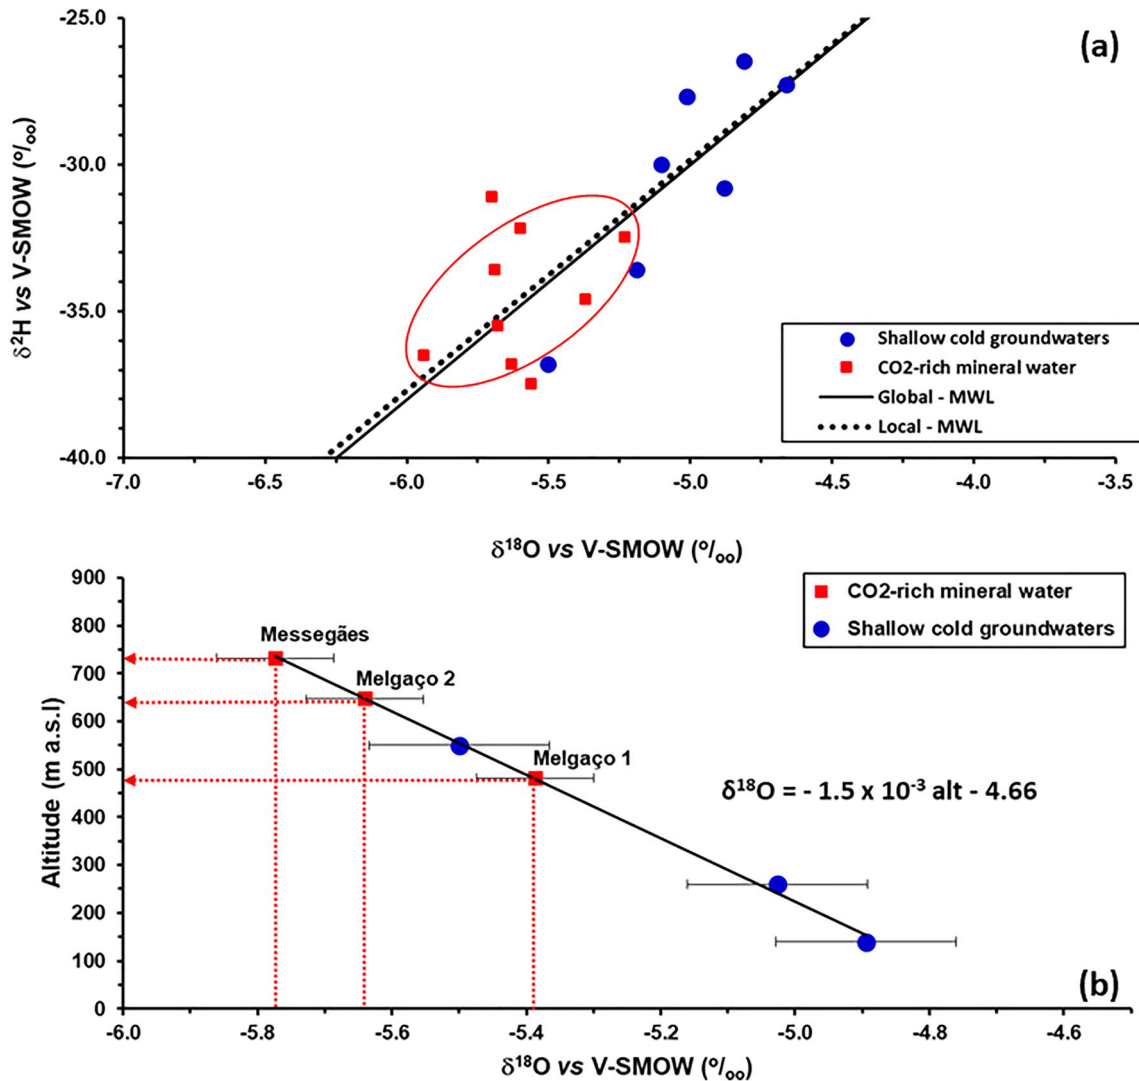 (a)
δ²H vs V-SMOW (º/₀₀)
-25.0
-30.0
-35.0
-40.0
Shallow cold groundwaters
CO2-rich mineral water
Global - MWL
Local - MWL
-7.0 -6.5 -6.0 -5.5 -5.0 -4.5 -4.0 -3.5
δ¹⁸O vs V-SMOW (º/₀₀)
Altitude (m a.s.l)
900
800
700
600
500
400
300
200
100
0
CO2-rich mineral water
Shallow cold groundwaters
Messegães
Melgaço 2
Melgaço 1
δ¹⁸O = - 1.5 x 10⁻³ alt - 4.66
(b)
-6.0 -5.8 -5.6 -5.4 -5.2 -5.0 -4.8 -4.6
δ¹⁸O vs V-SMOW (º/₀₀)